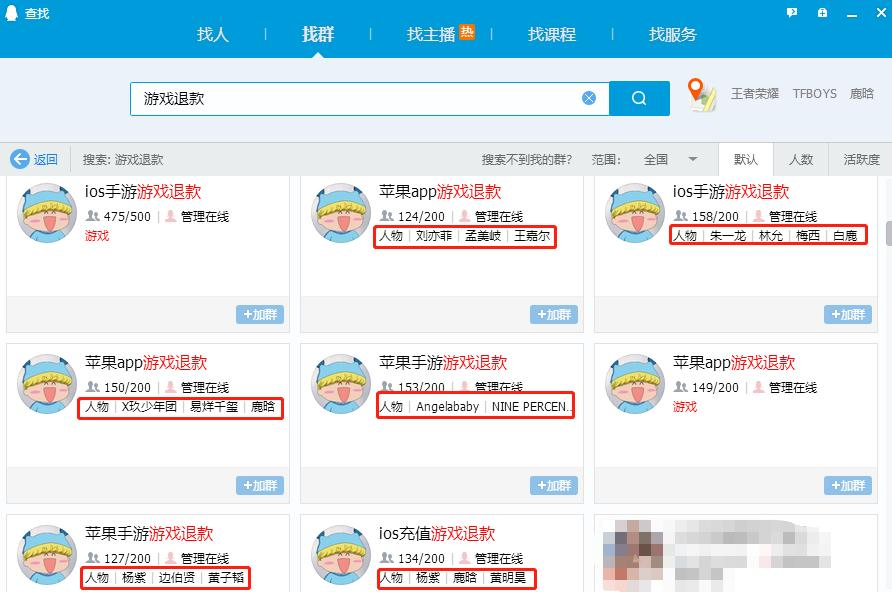 查找
找人 | 找群 | 找主播 热 | 找课程 | 找服务
游戏退款
王者荣耀 TFBOYS 鹿晗
返回 搜索: 游戏退款 搜索不到我的群? 范围: 全国 默认 人数 活跃度
ios手游游戏退款
475/500 | 管理在线
游戏
+加群
苹果app游戏退款
124/200 | 管理在线
人物 | 刘亦菲 | 孟美岐 | 王嘉尔
+加群
ios手游游戏退款
158/200 | 管理在线
人物 | 朱一龙 | 林允 | 梅西 | 白鹿
+加群
苹果app游戏退款
150/200 | 管理在线
人物 | X玖少年团 | 易烊千玺 | 鹿晗
+加群
苹果手游游戏退款
153/200 | 管理在线
人物 | Angelababy | NINE PERCEN..
+加群
苹果app游戏退款
149/200 | 管理在线
游戏
+加群
苹果手游游戏退款
127/200 | 管理在线
人物 | 杨紫 | 边伯贤 | 黄子韬
ios充值游戏退款
134/200 | 管理在线
人物 | 杨紫 | 鹿晗 | 黄明昊